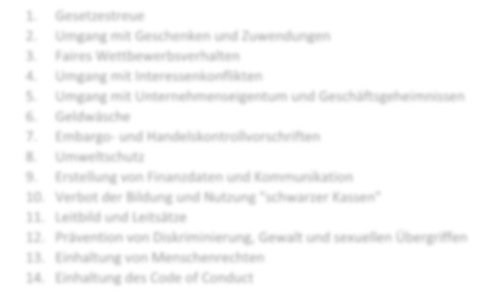 1. Gesetzestreue
2. Umgang mit Geschenken und Zuwendungen
3. Faires Wettbewerbsverhalten
4. Umgang mit Interessenkonflikten
5. Umgang mit Unternehmenseigentum und Geschäftsgeheimnissen
6. Geldwäsche
7. Embargo- und Handelskontrollvorschriften
8. Umweltschutz
9. Erstellung von Finanzdaten und Kommunikation
10. Verbot der Bildung und Nutzung "schwarzer Kassen"
11. Leitbild und Leitsätze
12. Prävention von Diskriminierung, Gewalt und sexuellen Übergriffen
13. Einhaltung von Menschenrechten
14. Einhaltung des Code of Conduct